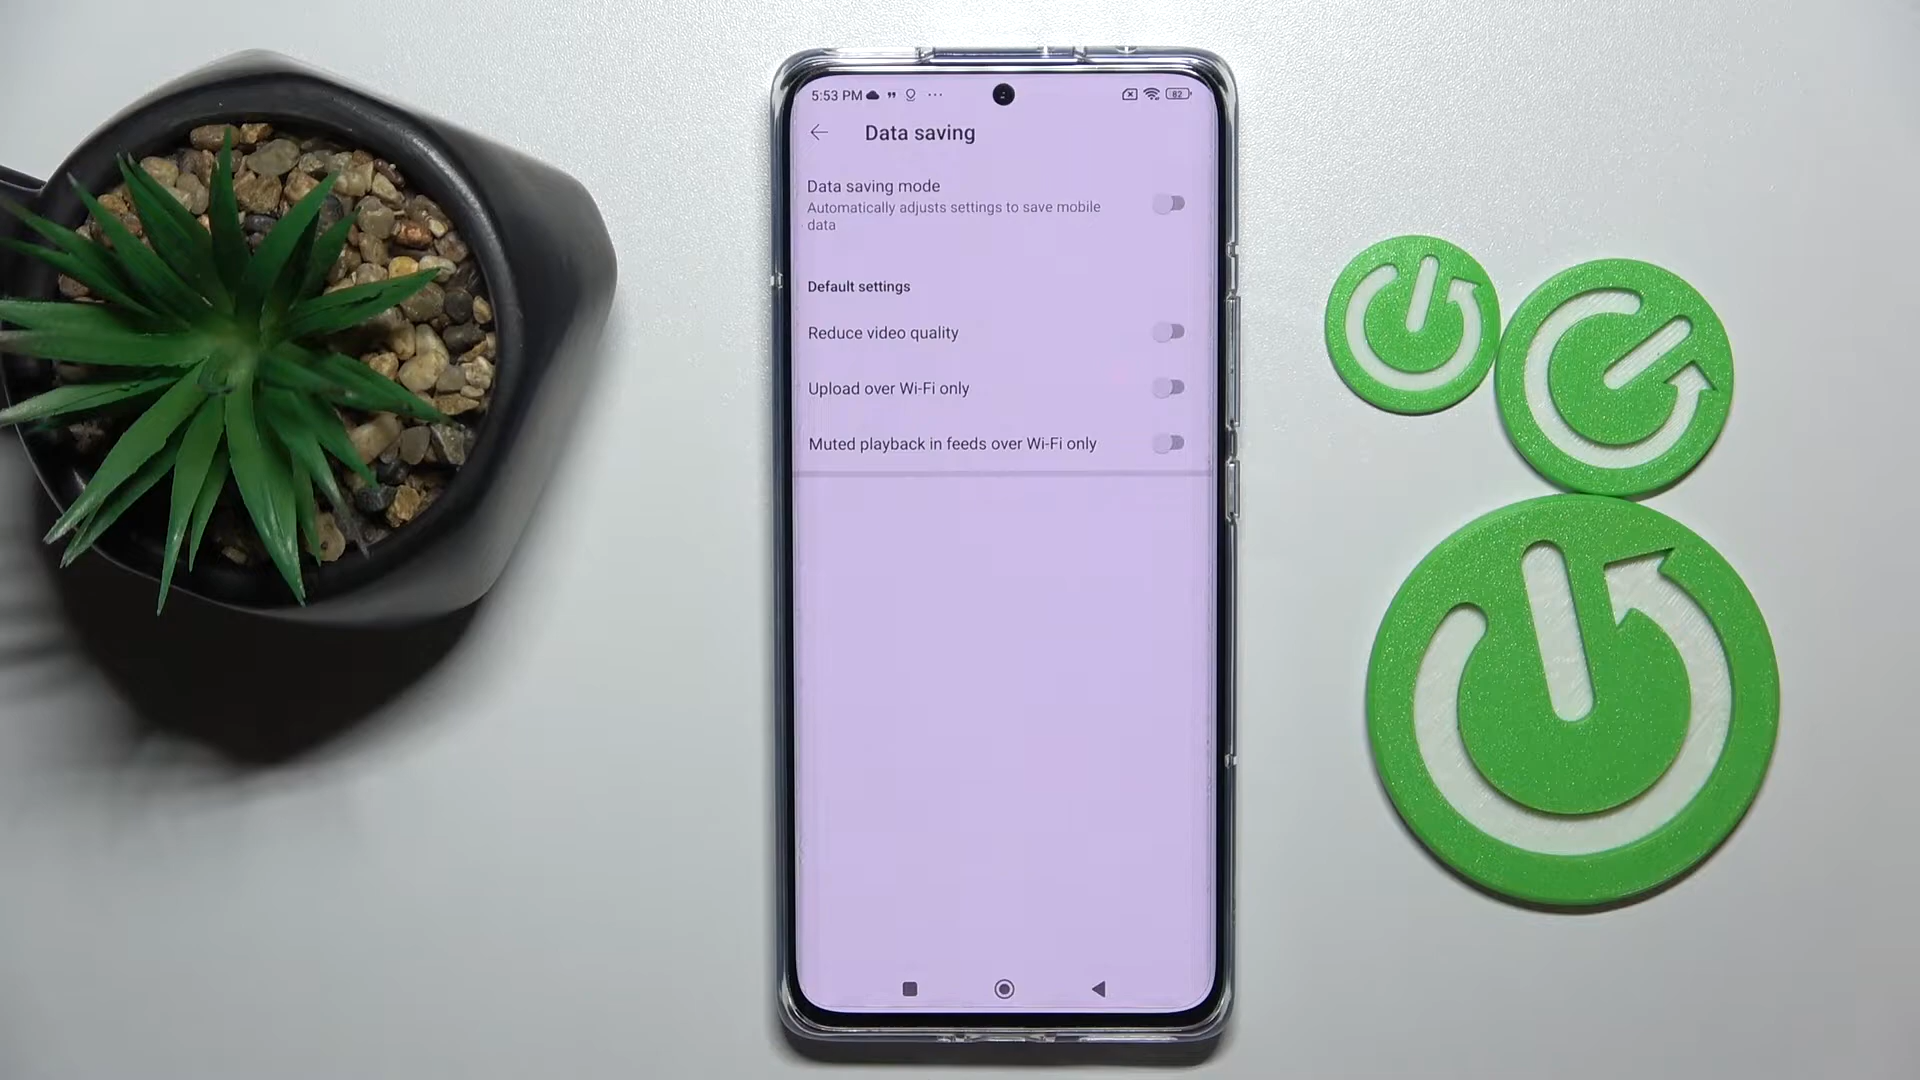 5:53 PM
82
Data saving
Data saving mode
Automatically adjusts settings to save mobile
data
Default settings
Reduce video quality
Upload over Wi-Fi only
Muted playback in feeds over Wi-Fi only